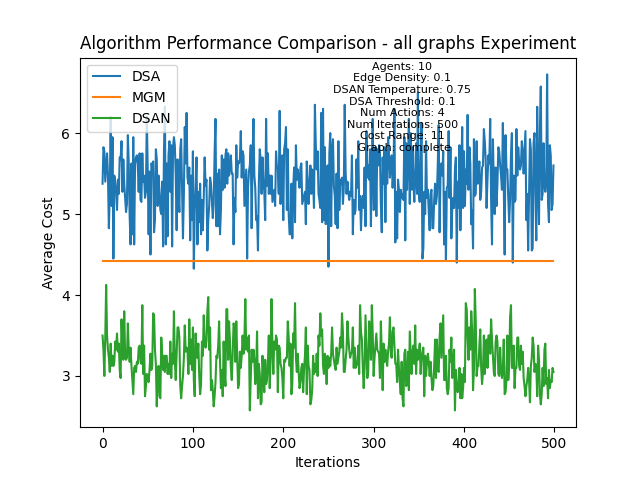 Algorithm Performance Comparison - all graphs Experiment
DSA
MGM
DSAN
Agents: 10
Edge Density: 0.1
DSAN Temperature: 0.75
DSA Threshold: 0.1
Num Actions: 4
Num Iterations: 500
Cost Range: 11
Graph: complete
Average Cost
6
5
4
3
0
100
200
300
400
500
Iterations